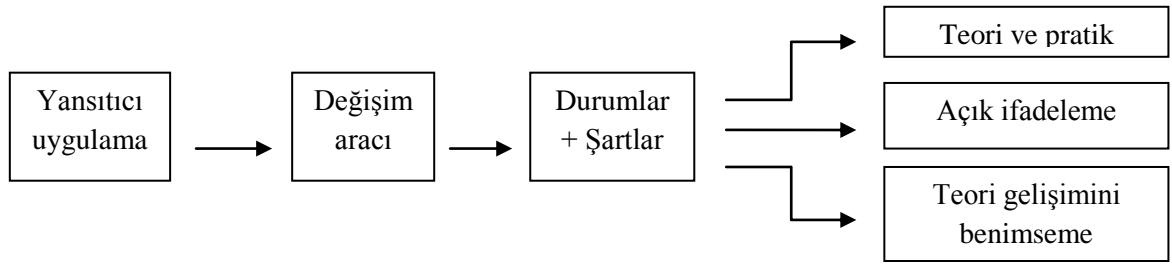 Yansıtıcı
uygulama
Değişim
aracı
Durumlar
+ Şartlar
Teori ve pratik
Açık ifadeleme
Teori gelişimini
benimseme